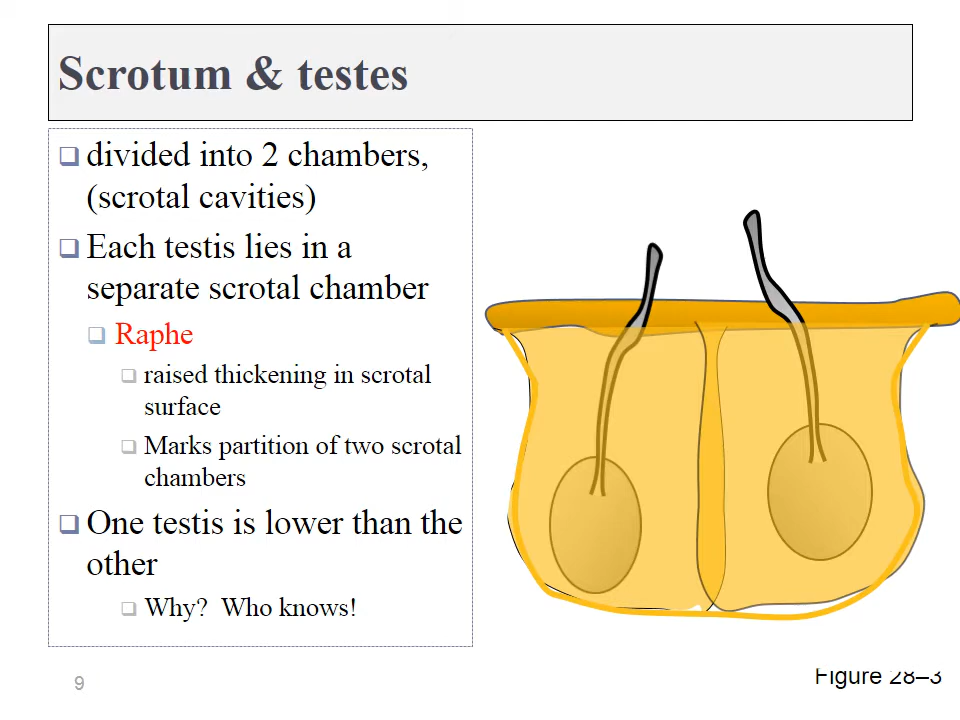 Scrotum & testes
divided into 2 chambers,
(scrotal cavities)
Each testis lies in a
separate scrotal chamber
Raphe
raised thickening in scrotal
surface
Marks partition of two scrotal
chambers
One testis is lower than the
other
Why? Who knows!
9
Figure 28–3